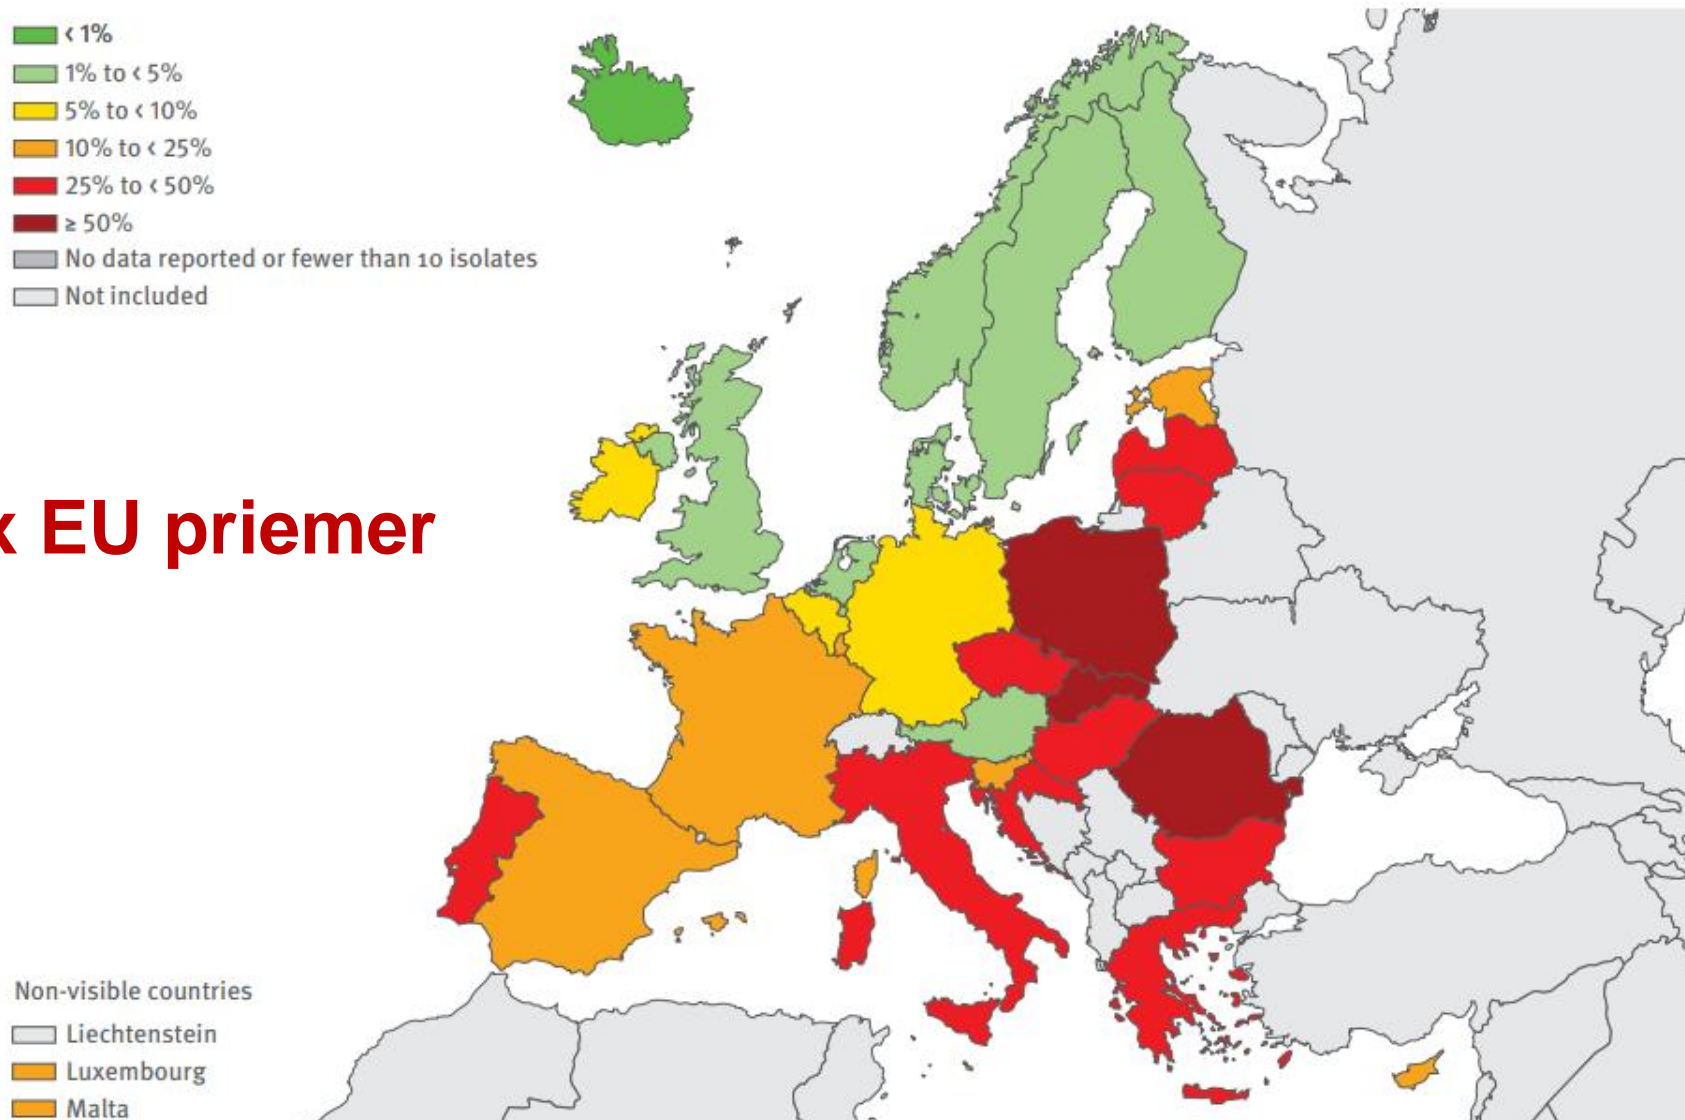 < 1%
1% to < 5%
5% to < 10%
10% to < 25%
25% to < 50%
≥ 50%
No data reported or fewer than 10 isolates
Not included
x EU priemer
Non-visible countries
Liechtenstein
Luxembourg
Malta